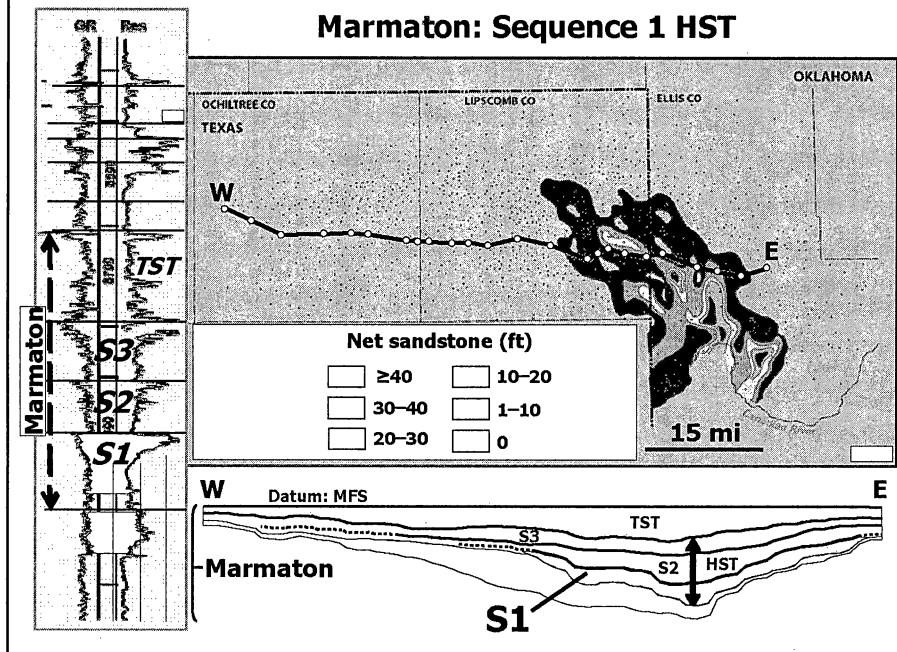 Marmaton: Sequence 1 HST
GR Res
TST
S3
S2
S1
Marmaton
OKLAHOMA
OCHILTREE CO
LIPSCOMB CO
ELLIS CO
TEXAS
W
E
Net sandstone (ft)
≥40
10–20
30–40
1–10
20–30
0
15 mi
River
W
Datum: MFS
E
TST
S3
S2
HST
Marmaton
S1